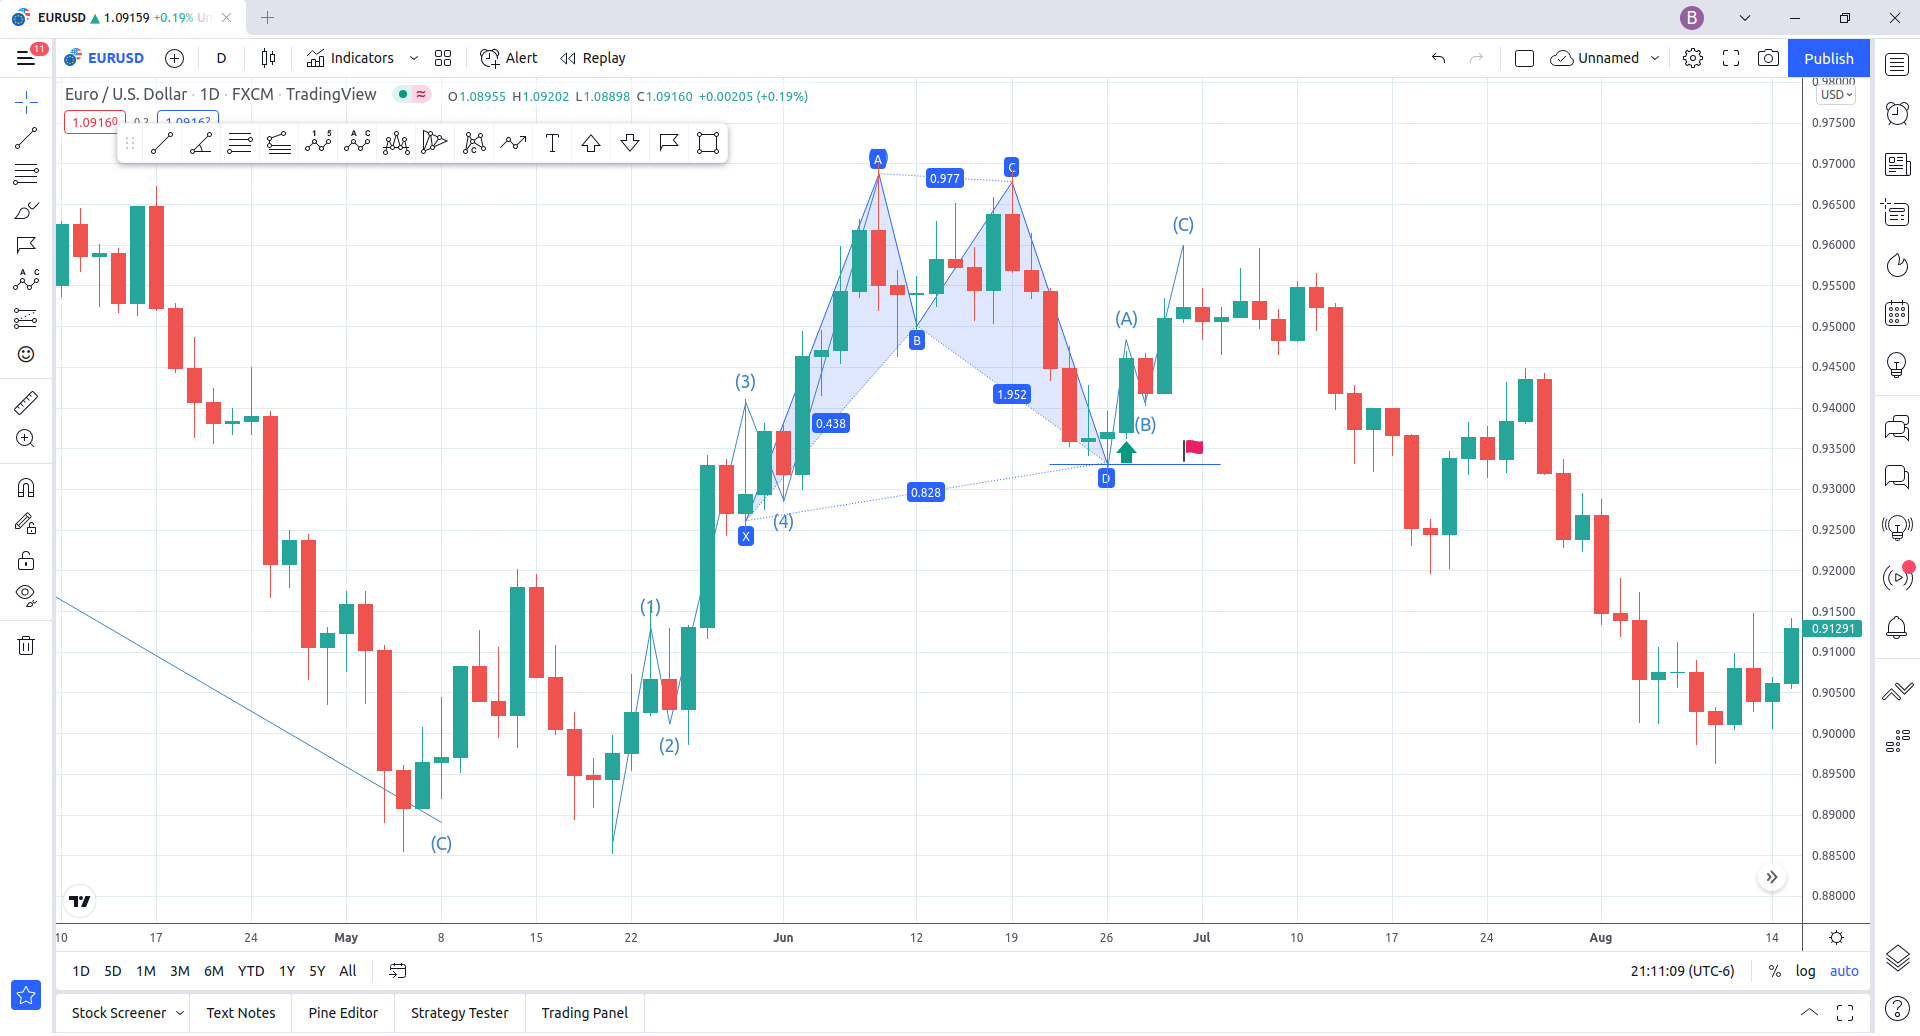 EURUSD ▲ 1.09159 +0.19% Un
B
11
EURUSD D Indicators Alert Replay Unnamed Publish
Euro / U.S. Dollar · 1D · FXCM · TradingView
O1.08955 H1.09202 L1.08898 C1.09160 +0.00205 (+0.19%)
1.09160 0.2 1.09162
1 5 A C
T
A C
0.98000
USD
0.97500
0.97000
0.96500
0.96000
0.95500
0.95000
0.94500
0.94000
0.93500
0.93000
0.92500
0.92000
0.91500
0.91291
0.91000
0.90500
0.90000
0.89500
0.89000
0.88500
0.88000
A
0.977
C
(C)
(A)
B
(3)
1.952
0.438
(B)
D
0.828
(4)
X
(1)
(2)
(C)
10 17 24 May 8 15 22 Jun 12 19 26 Jul 10 17 24 Aug 14
1D 5D 1M 3M 6M YTD 1Y 5Y All
21:11:09 (UTC-6) % log auto
Stock Screener Text Notes Pine Editor Strategy Tester Trading Panel